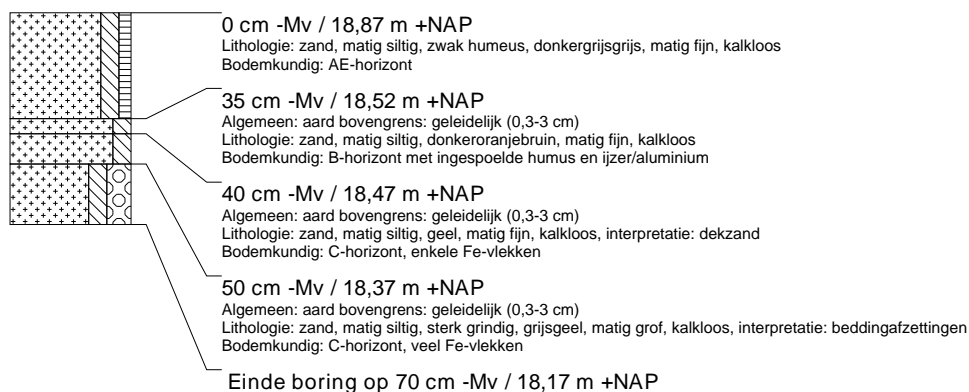 0 cm -Mv / 18,87 m +NAP
Lithologie: zand, matig siltig, zwak humeus, donkergrijsgrijs, matig fijn, kalkloos
Bodemkundig: AE-horizont
35 cm -Mv / 18,52 m +NAP
Algemeen: aard bovengrens: geleidelijk (0,3-3 cm)
Lithologie: zand, matig siltig, donkeroranjebruin, matig fijn, kalkloos
Bodemkundig: B-horizont met ingespoelde humus en ijzer/aluminium
40 cm -Mv / 18,47 m +NAP
Algemeen: aard bovengrens: geleidelijk (0,3-3 cm)
Lithologie: zand, matig siltig, geel, matig fijn, kalkloos, interpretatie: dekzand
Bodemkundig: C-horizont, enkele Fe-vlekken
50 cm -Mv / 18,37 m +NAP
Algemeen: aard bovengrens: geleidelijk (0,3-3 cm)
Lithologie: zand, matig siltig, sterk grindig, grijsgeel, matig grof, kalkloos, interpretatie: beddingafzettingen
Bodemkundig: C-horizont, veel Fe-vlekken
Einde boring op 70 cm -Mv / 18,17 m +NAP